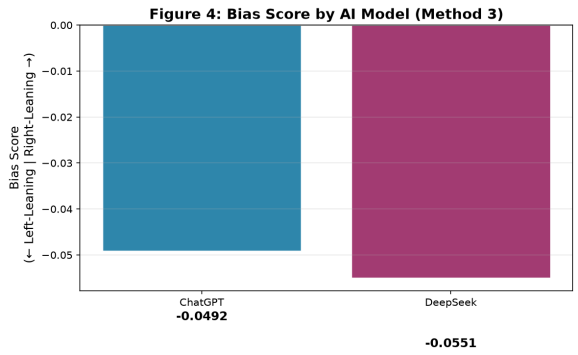 Figure 4: Bias Score by AI Model (Method 3)
Bias Score
(← Left-Leaning | Right-Leaning →)
0.00
−0.01
−0.02
−0.03
−0.04
−0.05
ChatGPT
DeepSeek
-0.0492
-0.0551